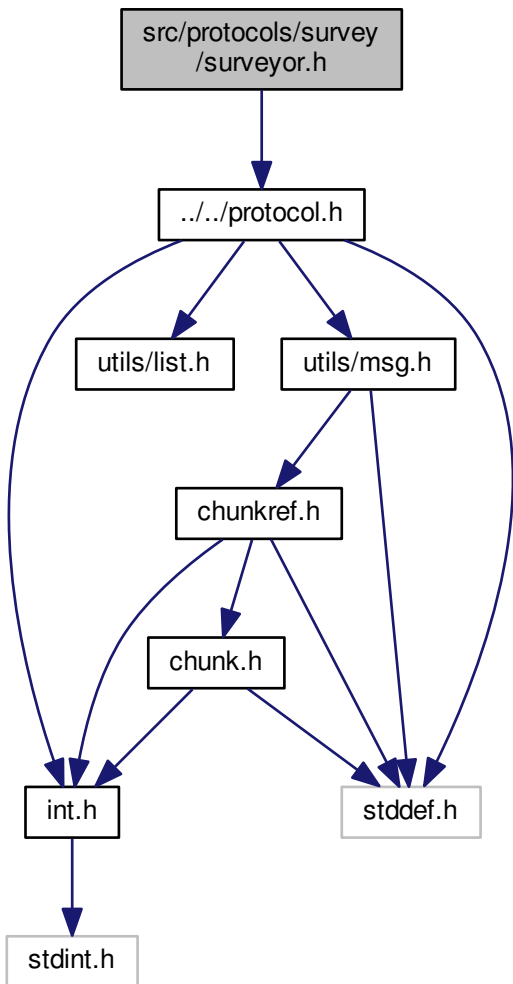 src/protocols/survey
/surveyor.h
../../protocol.h
utils/list.h
utils/msg.h
chunkref.h
chunk.h
int.h
stddef.h
stdint.h